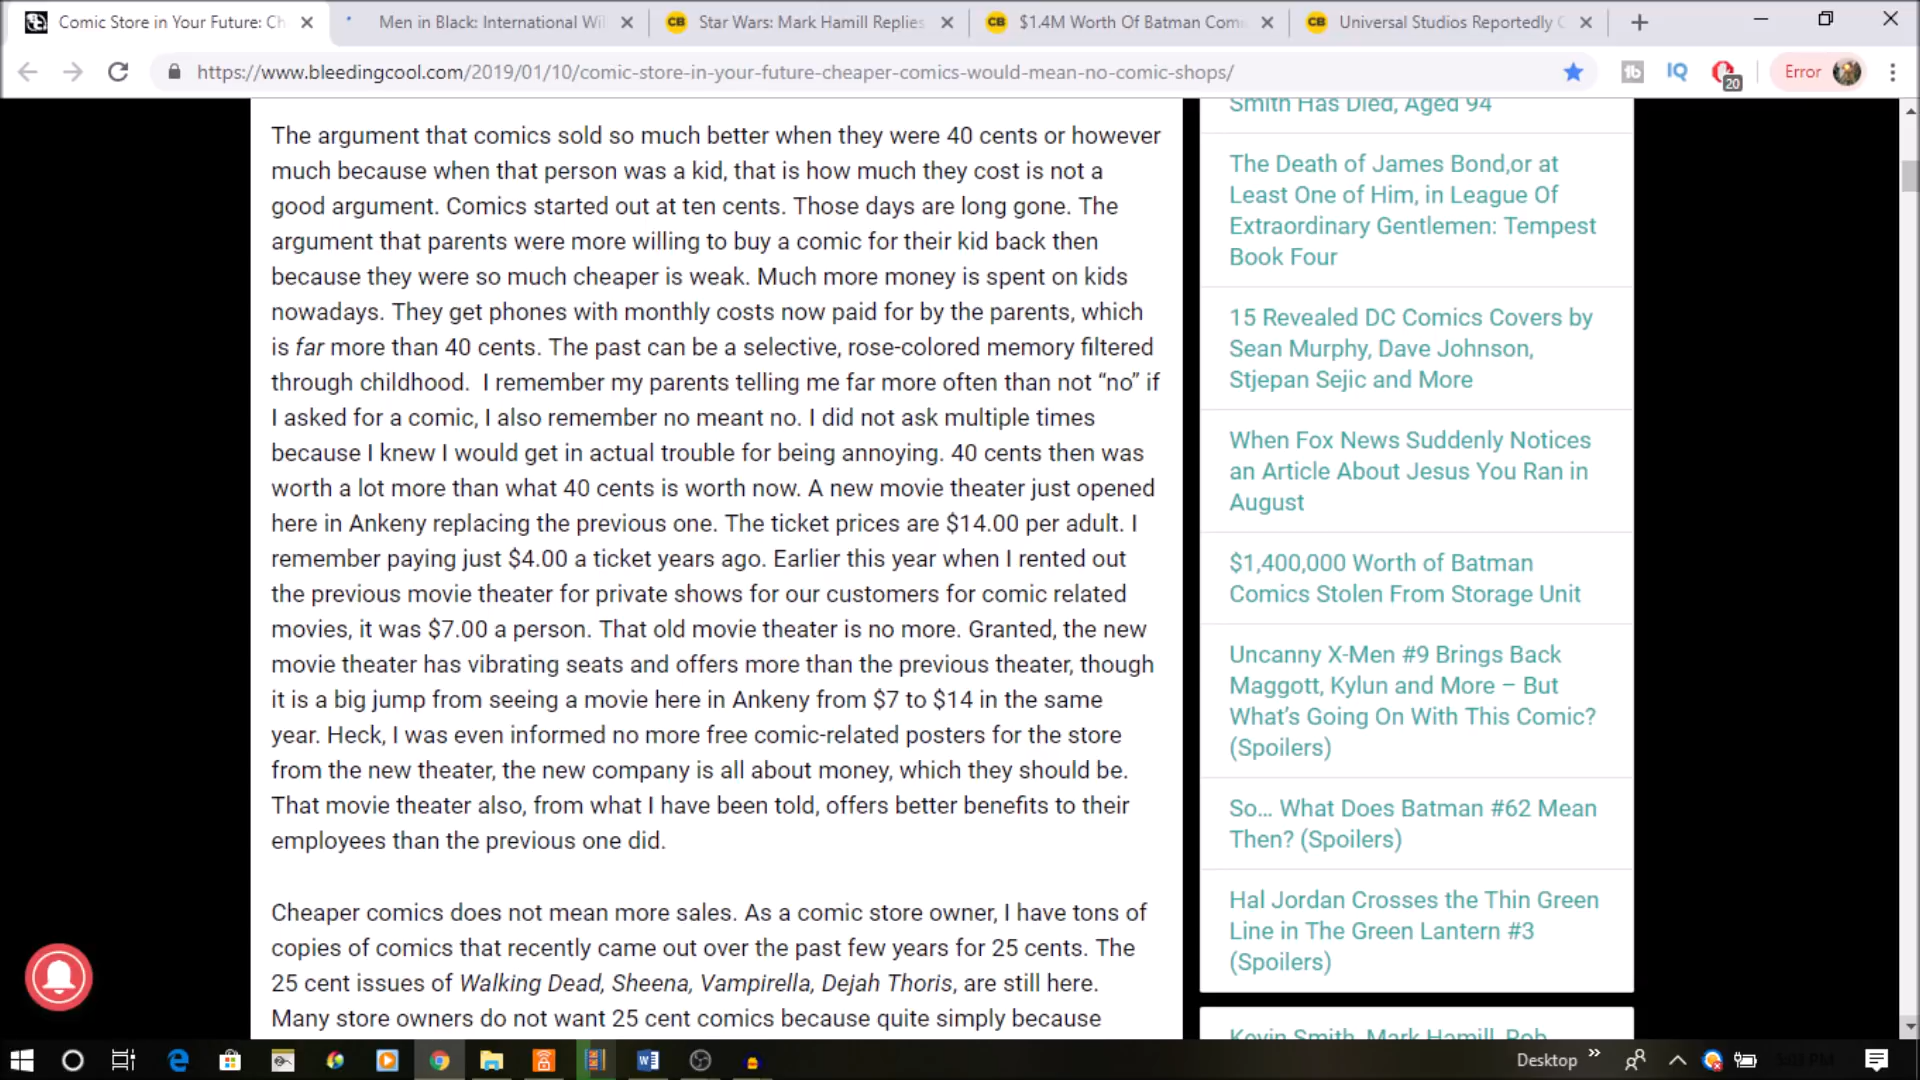 Comic Store in Your Future: Ch
Men in Black: International Wil
CB Star Wars: Mark Hamill Replies
CB $1.4M Worth Of Batman Com
CB Universal Studios Reportedly C
https://www.bleedingcool.com/2019/01/10/comic-store-in-your-future-cheaper-comics-would-mean-no-comic-shops/
tb
IQ
20
Error
The argument that comics sold so much better when they were 40 cents or however
much because when that person was a kid, that is how much they cost is not a
good argument. Comics started out at ten cents. Those days are long gone. The
argument that parents were more willing to buy a comic for their kid back then
because they were so much cheaper is weak. Much more money is spent on kids
nowadays. They get phones with monthly costs now paid for by the parents, which
is far more than 40 cents. The past can be a selective, rose-colored memory filtered
through childhood.  I remember my parents telling me far more often than not “no” if
I asked for a comic, I also remember no meant no. I did not ask multiple times
because I knew I would get in actual trouble for being annoying. 40 cents then was
worth a lot more than what 40 cents is worth now. A new movie theater just opened
here in Ankeny replacing the previous one. The ticket prices are $14.00 per adult. I
remember paying just $4.00 a ticket years ago. Earlier this year when I rented out
the previous movie theater for private shows for our customers for comic related
movies, it was $7.00 a person. That old movie theater is no more. Granted, the new
movie theater has vibrating seats and offers more than the previous theater, though
it is a big jump from seeing a movie here in Ankeny from $7 to $14 in the same
year. Heck, I was even informed no more free comic-related posters for the store
from the new theater, the new company is all about money, which they should be.
That movie theater also, from what I have been told, offers better benefits to their
employees than the previous one did.
Cheaper comics does not mean more sales. As a comic store owner, I have tons of
copies of comics that recently came out over the past few years for 25 cents. The
25 cent issues of Walking Dead, Sheena, Vampirella, Dejah Thoris, are still here.
Many store owners do not want 25 cent comics because quite simply because
Smith Has Died, Aged 94
The Death of James Bond,or at
Least One of Him, in League Of
Extraordinary Gentlemen: Tempest
Book Four
15 Revealed DC Comics Covers by
Sean Murphy, Dave Johnson,
Stjepan Sejic and More
When Fox News Suddenly Notices
an Article About Jesus You Ran in
August
$1,400,000 Worth of Batman
Comics Stolen From Storage Unit
Uncanny X-Men #9 Brings Back
Maggott, Kylun and More – But
What’s Going On With This Comic?
(Spoilers)
So… What Does Batman #62 Mean
Then? (Spoilers)
Hal Jordan Crosses the Thin Green
Line in The Green Lantern #3
(Spoilers)
Kevin Smith, Mark Hamill, Rob
Desktop